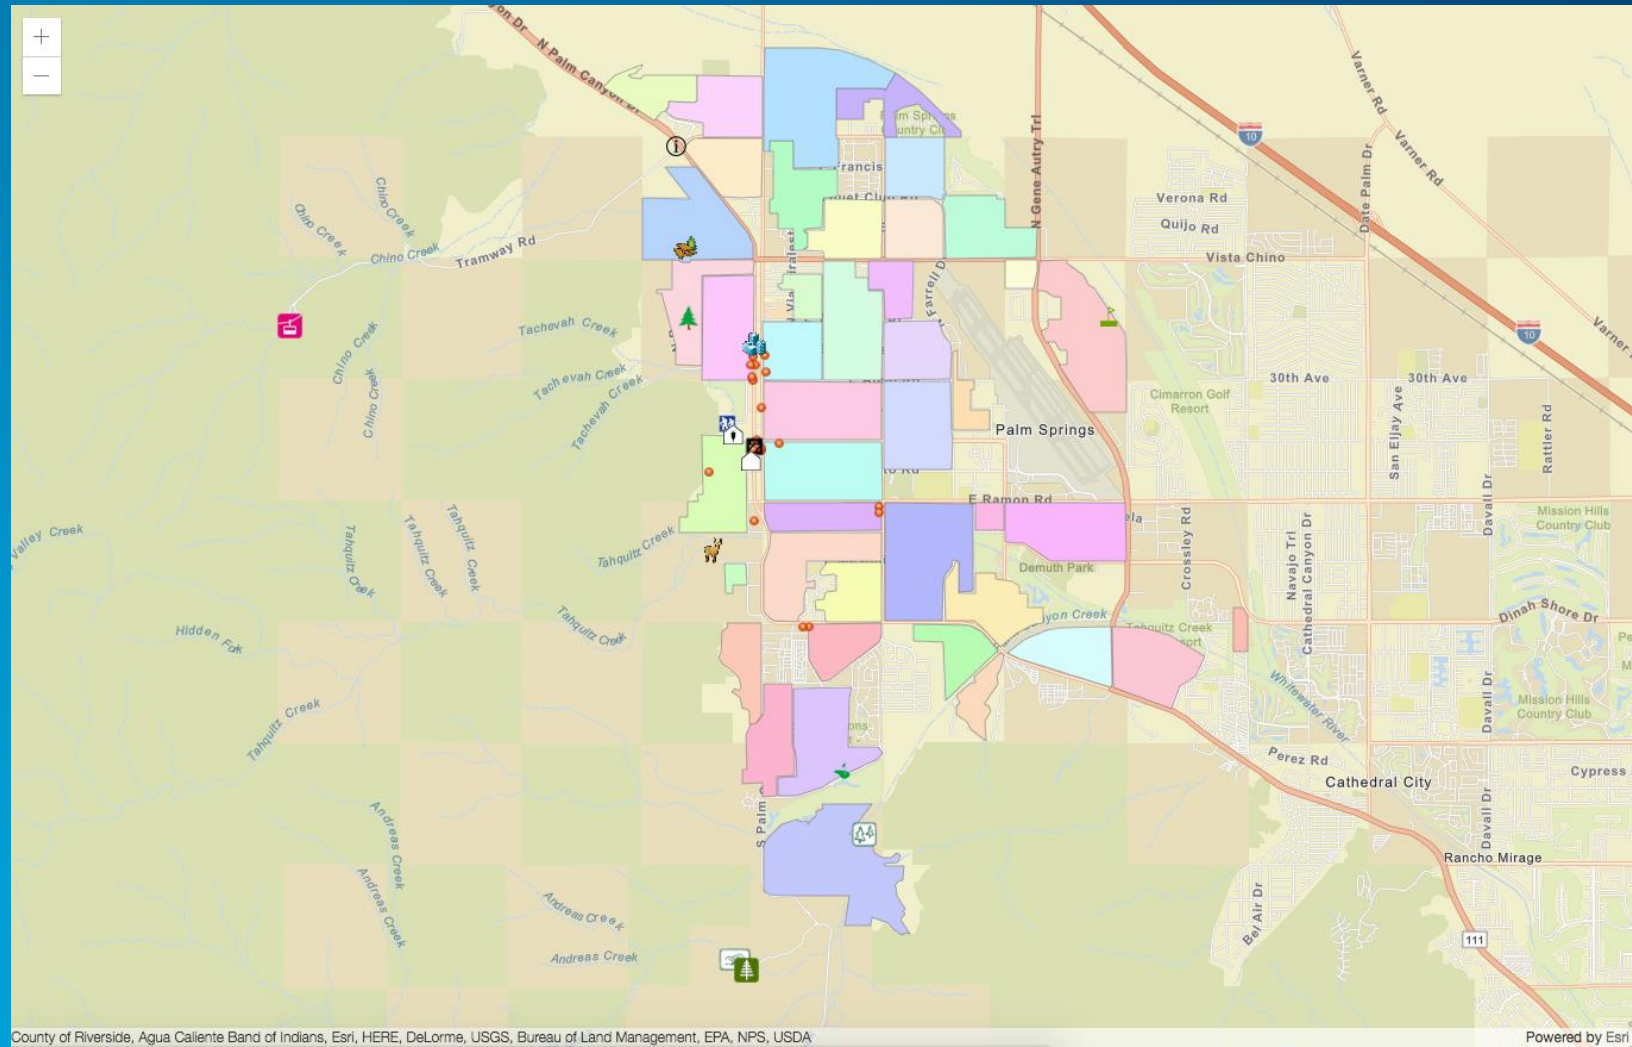 +
−
N Palm Canyon Dr
Varner Rd
Varner Rd
Varner Rd
N Gene Autry Trl
10
Date Palm Dr
Francis
Verona Rd
Quijo Rd
Vista Chino
Chino Creek
Chino Creek
Chino Creek
Tramway Rd
Tachevah Creek
Tachevah Creek
Tachevah Creek
Chino Creek
Chino Creek
10
30th Ave
30th Ave
Cimarron Golf
Resort
San Eljay Ave
Rattler Rd
Palm Springs
E Ramon Rd
Crossley Rd
Davall Dr
Mission Hills
Country Club
Valley Creek
Tahquitz Creek
Tahquitz Creek
Tahquitz Creek
Tahquitz Creek
Demuth Park
Navajo Trl
Cathedral Canyon Dr
Dinah Shore Dr
Hidden Fork
Tahquitz Creek
Tahquitz Creek
Tahquitz Creek
Whitewater River
Davall Dr
Mission Hills
Country Club
Perez Rd
Cathedral City
Cypress
S Palm
Davall Dr
Andreas Creek
Andreas Creek
Andreas Creek
Andreas Creek
Rancho Mirage
Bel Air Dr
111
County of Riverside, Agua Caliente Band of Indians, Esri, HERE, DeLorme, USGS, Bureau of Land Management, EPA, NPS, USDA
Powered by Esri